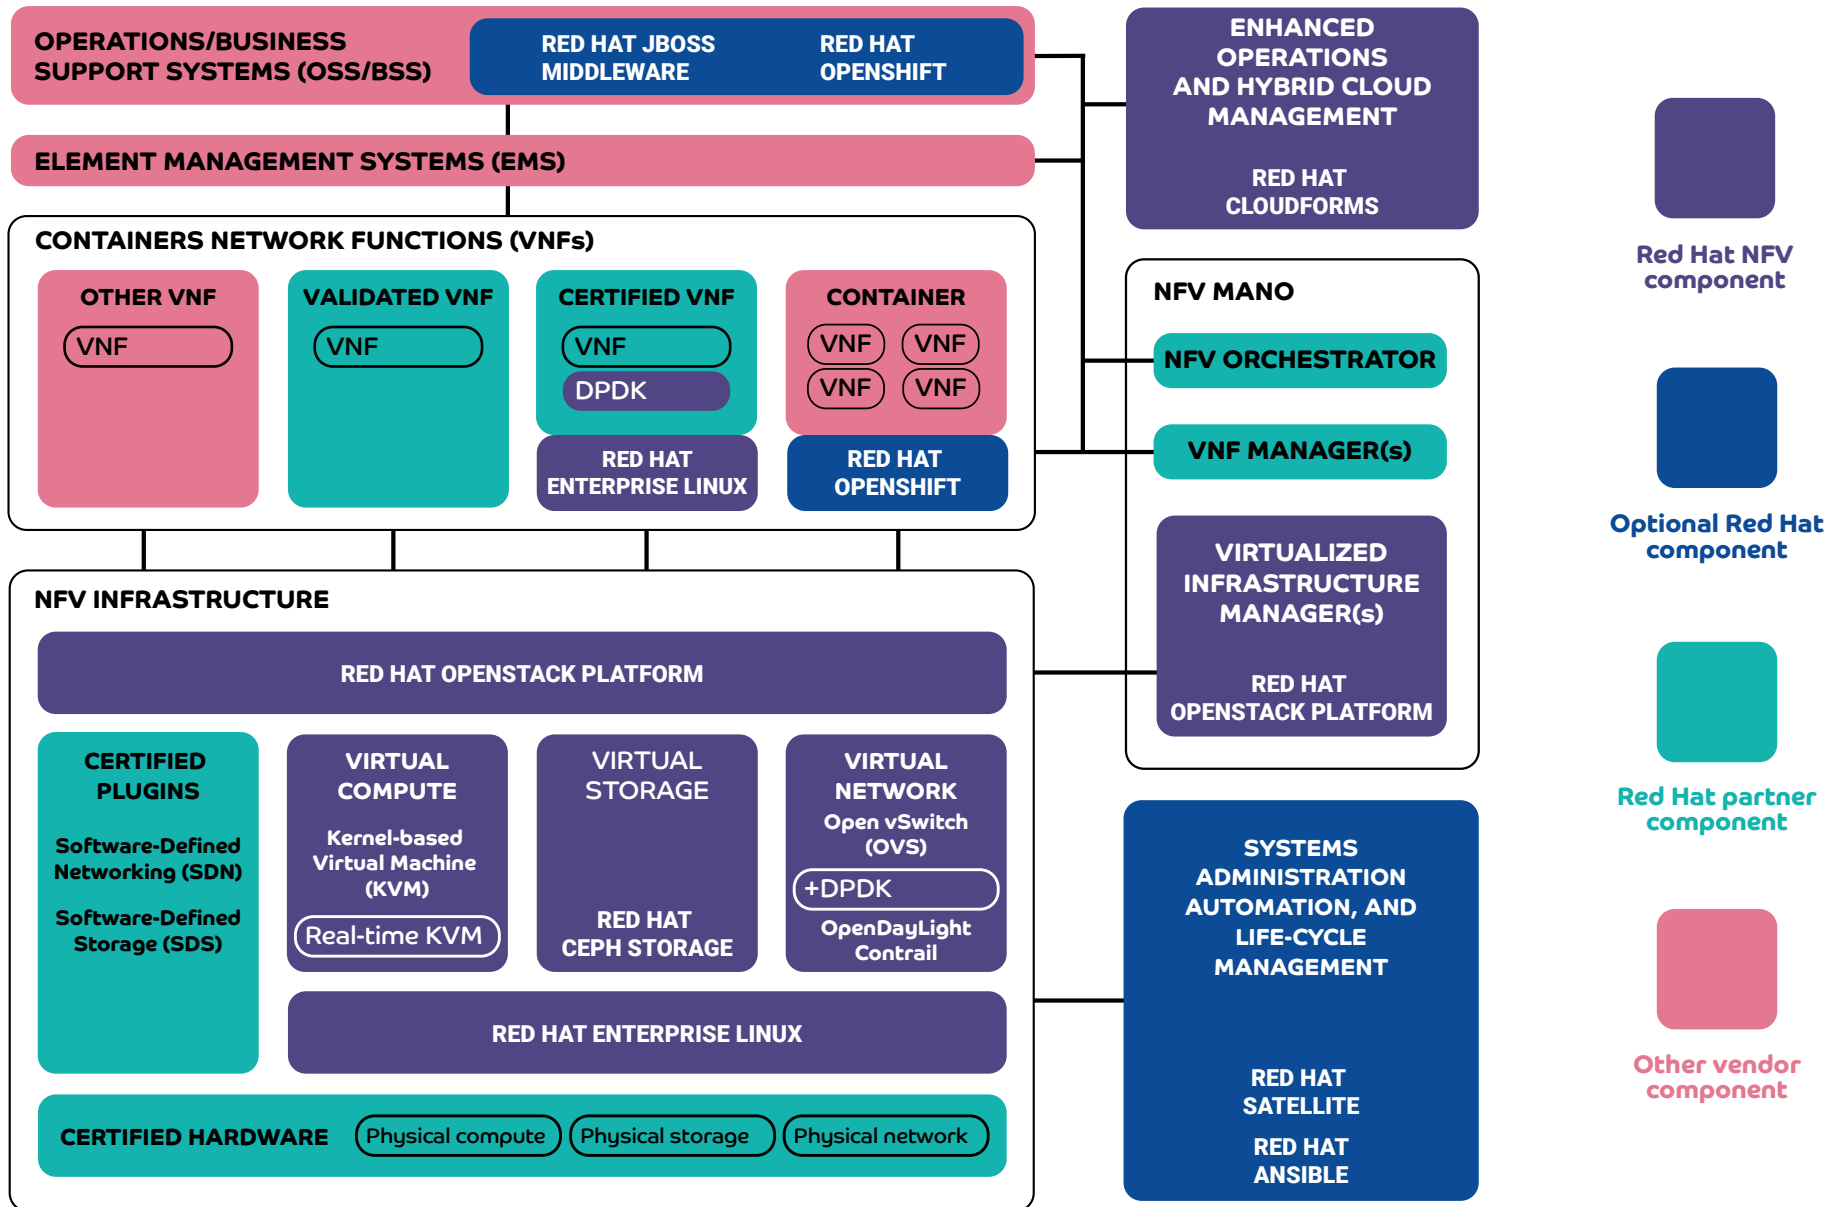 OPERATIONS/BUSINESS
SUPPORT SYSTEMS (OSS/BSS)
RED HAT JBOSS
MIDDLEWARE
RED HAT
OPENSHIFT
ELEMENT MANAGEMENT SYSTEMS (EMS)
CONTAINERS NETWORK FUNCTIONS (VNFs)
OTHER VNF
VNF
VALIDATED VNF
VNF
CERTIFIED VNF
VNF
DPDK
RED HAT
ENTERPRISE LINUX
CONTAINER
VNF
VNF
VNF
VNF
RED HAT
OPENSHIFT
NFV INFRASTRUCTURE
RED HAT OPENSTACK PLATFORM
CERTIFIED
PLUGINS
Software-Defined
Networking (SDN)
Software-Defined
Storage (SDS)
VIRTUAL
COMPUTE
Kernel-based
Virtual Machine
(KVM)
Real-time KVM
VIRTUAL
STORAGE
RED HAT
CEPH STORAGE
VIRTUAL
NETWORK
Open vSwitch
(OVS)
+DPDK
OpenDayLight
Contrail
RED HAT ENTERPRISE LINUX
CERTIFIED HARDWARE
Physical compute
Physical storage
Physical network
ENHANCED
OPERATIONS
AND HYBRID CLOUD
MANAGEMENT
RED HAT
CLOUDFORMS
NFV MANO
NFV ORCHESTRATOR
VNF MANAGER(s)
VIRTUALIZED
INFRASTRUCTURE
MANAGER(s)
RED HAT
OPENSTACK PLATFORM
SYSTEMS
ADMINISTRATION
AUTOMATION, AND
LIFE-CYCLE
MANAGEMENT
RED HAT
SATELLITE
RED HAT
ANSIBLE
Red Hat NFV
component
Optional Red Hat
component
Red Hat partner
component
Other vendor
component